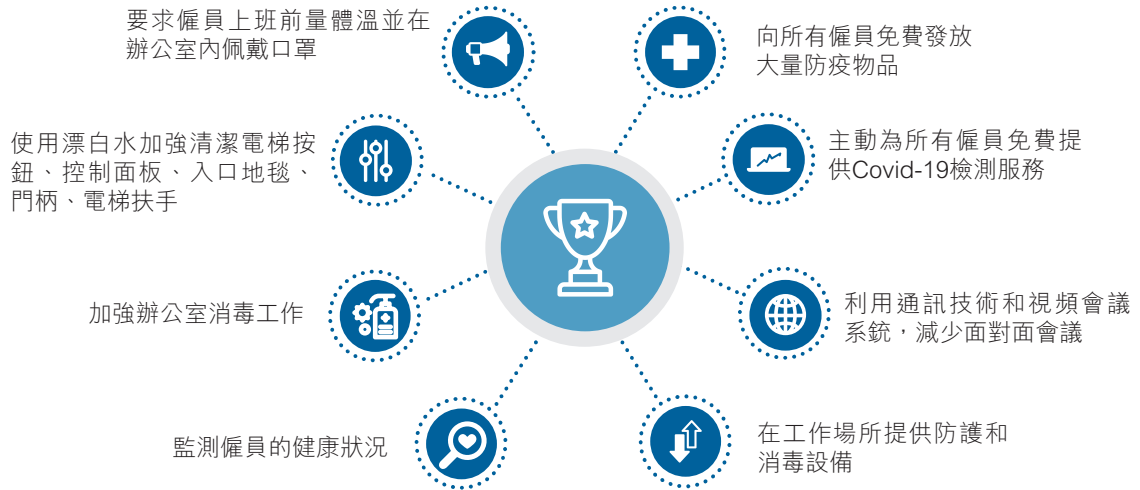 要求僱員上班前量體溫並在
辦公室內佩戴口罩
向所有僱員免費發放
大量防疫物品
使用漂白水加強清潔電梯按
鈕、控制面板、入口地毯、
門柄、電梯扶手
主動為所有僱員免費提
供Covid-19檢測服務
加強辦公室消毒工作
利用通訊技術和視頻會議
系統，減少面對面會議
監測僱員的健康狀況
在工作場所提供防護和
消毒設備